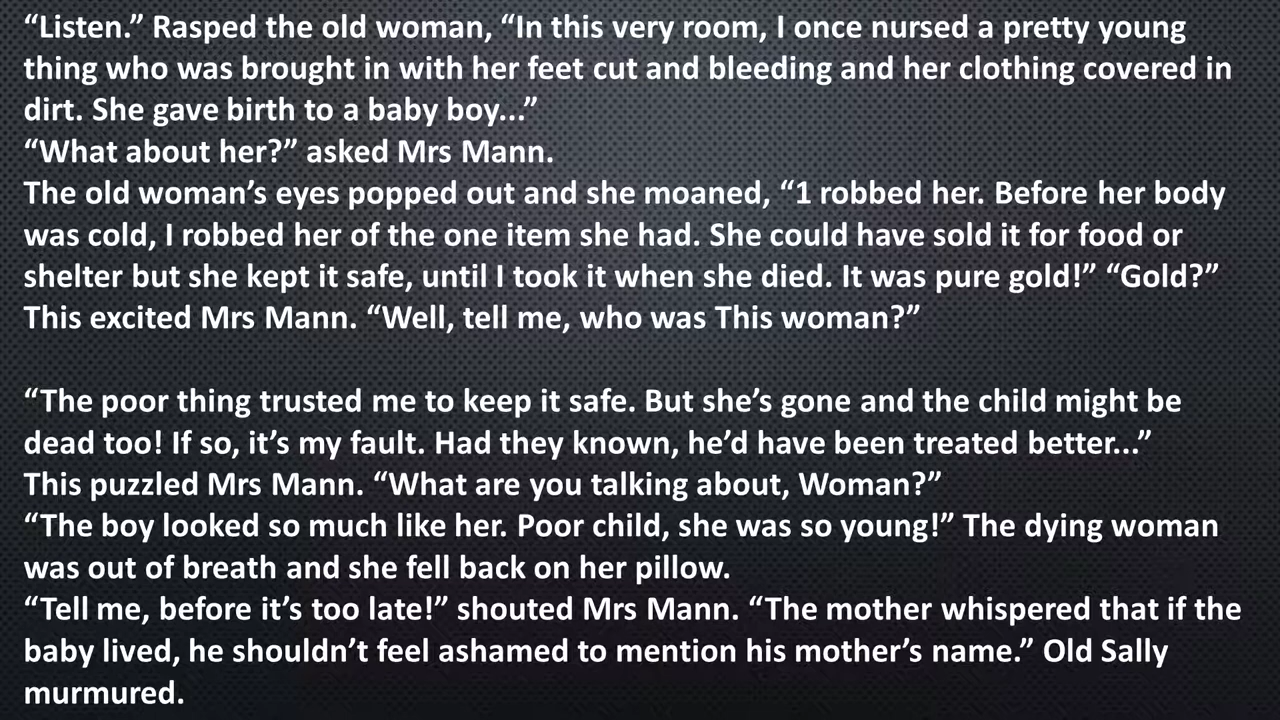 “Listen.” Rasped the old woman, “In this very room, I once nursed a pretty young
thing who was brought in with her feet cut and bleeding and her clothing covered in
dirt. She gave birth to a baby boy...”
“What about her?” asked Mrs Mann.
The old woman’s eyes popped out and she moaned, “1 robbed her. Before her body
was cold, I robbed her of the one item she had. She could have sold it for food or
shelter but she kept it safe, until I took it when she died. It was pure gold!” “Gold?”
This excited Mrs Mann. “Well, tell me, who was This woman?”
“The poor thing trusted me to keep it safe. But she’s gone and the child might be
dead too! If so, it’s my fault. Had they known, he’d have been treated better...”
This puzzled Mrs Mann. “What are you talking about, Woman?”
“The boy looked so much like her. Poor child, she was so young!” The dying woman
was out of breath and she fell back on her pillow.
“Tell me, before it’s too late!” shouted Mrs Mann. “The mother whispered that if the
baby lived, he shouldn’t feel ashamed to mention his mother’s name.” Old Sally
murmured.